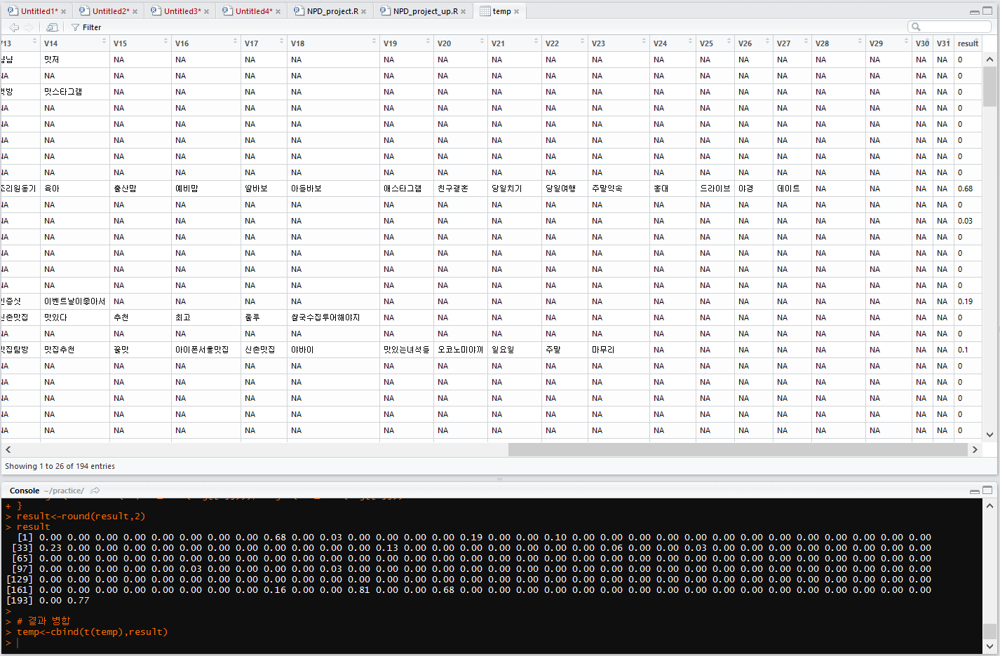 Untitled1* Untitled2* Untitled3* Untitled4* NPD_project.R NPD_project_up.R temp
Filter
V13 V14 V15 V16 V17 V18 V19 V20 V21 V22 V23 V24 V25 V26 V27 V28 V29 V30 V31 result
냠냠 맛저 NA NA NA NA NA NA NA NA NA NA NA NA NA NA NA NA NA 0
NA NA NA NA NA NA NA NA NA NA NA NA NA NA NA NA NA NA NA 0
먹방 맛스타그램 NA NA NA NA NA NA NA NA NA NA NA NA NA NA NA NA NA 0
NA NA NA NA NA NA NA NA NA NA NA NA NA NA NA NA NA NA NA 0
NA NA NA NA NA NA NA NA NA NA NA NA NA NA NA NA NA NA NA 0
NA NA NA NA NA NA NA NA NA NA NA NA NA NA NA NA NA NA NA 0
NA NA NA NA NA NA NA NA NA NA NA NA NA NA NA NA NA NA NA 0
NA NA NA NA NA NA NA NA NA NA NA NA NA NA NA NA NA NA NA 0
조리원동기 육아 출산맘 예비맘 딸바보 아들바보 애스타그램 친구결혼 당일치기 당일여행 주말약속 홍대 드라이브 야경 데이트 NA NA NA NA 0.68
NA NA NA NA NA NA NA NA NA NA NA NA NA NA NA NA NA NA NA 0
NA NA NA NA NA NA NA NA NA NA NA NA NA NA NA NA NA NA NA 0.03
NA NA NA NA NA NA NA NA NA NA NA NA NA NA NA NA NA NA NA 0
NA NA NA NA NA NA NA NA NA NA NA NA NA NA NA NA NA NA NA 0
NA NA NA NA NA NA NA NA NA NA NA NA NA NA NA NA NA NA NA 0
NA NA NA NA NA NA NA NA NA NA NA NA NA NA NA NA NA NA NA 0
인증샷 이벤트날이좋아서 NA NA NA NA NA NA NA NA NA NA NA NA NA NA NA NA NA 0.19
신촌맛집 맛있다 추천 최고 쌀국수집투어해야지 NA NA NA NA NA NA NA NA NA NA NA NA NA 0
NA NA NA NA NA NA NA NA NA NA NA NA NA NA NA NA NA NA NA 0
맛집탐방 맛집추천 꿀맛 아이폰서울맛집 신촌맛집 야바이 맛있는녀석들 오코노미야끼 일요일 주말 마무리 NA NA NA NA NA NA NA NA 0.1
NA NA NA NA NA NA NA NA NA NA NA NA NA NA NA NA NA NA NA 0
NA NA NA NA NA NA NA NA NA NA NA NA NA NA NA NA NA NA NA 0
NA NA NA NA NA NA NA NA NA NA NA NA NA NA NA NA NA NA NA 0
NA NA NA NA NA NA NA NA NA NA NA NA NA NA NA NA NA NA NA 0
NA NA NA NA NA NA NA NA NA NA NA NA NA NA NA NA NA NA NA 0
Showing 1 to 26 of 194 entries
Console ~/practice/
+ }
> result<-round(result,2)
> result
[1] 0.00 0.00 0.00 0.00 0.00 0.00 0.00 0.00 0.68 0.00 0.03 0.00 0.00 0.00 0.00 0.19 0.00 0.00 0.10 0.00 0.00 0.00 0.00 0.00 0.00 0.00 0.00 0.00 0.00 0.00 0.00 0.00
[33] 0.23 0.00 0.00 0.00 0.00 0.00 0.00 0.00 0.00 0.00 0.00 0.00 0.13 0.00 0.00 0.00 0.00 0.00 0.00 0.00 0.06 0.00 0.00 0.03 0.00 0.00 0.00 0.00 0.00 0.00 0.00 0.00
[65] 0.00 0.00 0.00 0.00 0.00 0.00 0.00 0.00 0.00 0.00 0.00 0.00 0.00 0.00 0.00 0.00 0.00 0.00 0.00 0.00 0.00 0.00 0.00 0.00 0.00 0.00 0.00 0.00 0.00 0.00 0.00 0.00
[97] 0.00 0.00 0.00 0.00 0.00 0.03 0.00 0.00 0.00 0.00 0.03 0.00 0.00 0.00 0.00 0.00 0.00 0.00 0.00 0.00 0.00 0.00 0.00 0.00 0.00 0.00 0.00 0.00 0.00 0.00 0.00 0.00
[129] 0.00 0.00 0.00 0.00 0.00 0.00 0.00 0.00 0.00 0.00 0.00 0.00 0.00 0.00 0.00 0.00 0.00 0.00 0.00 0.00 0.00 0.00 0.00 0.00 0.00 0.00 0.00 0.00 0.00 0.00 0.00 0.00
[161] 0.00 0.00 0.00 0.00 0.00 0.00 0.00 0.00 0.16 0.00 0.00 0.81 0.00 0.00 0.68 0.00 0.00 0.00 0.00 0.00 0.00 0.00 0.00 0.00 0.00 0.00 0.00 0.00 0.00 0.00 0.00 0.00
[193] 0.00 0.77
>
> # 결과 병합
> temp<-cbind(t(temp),result)
>